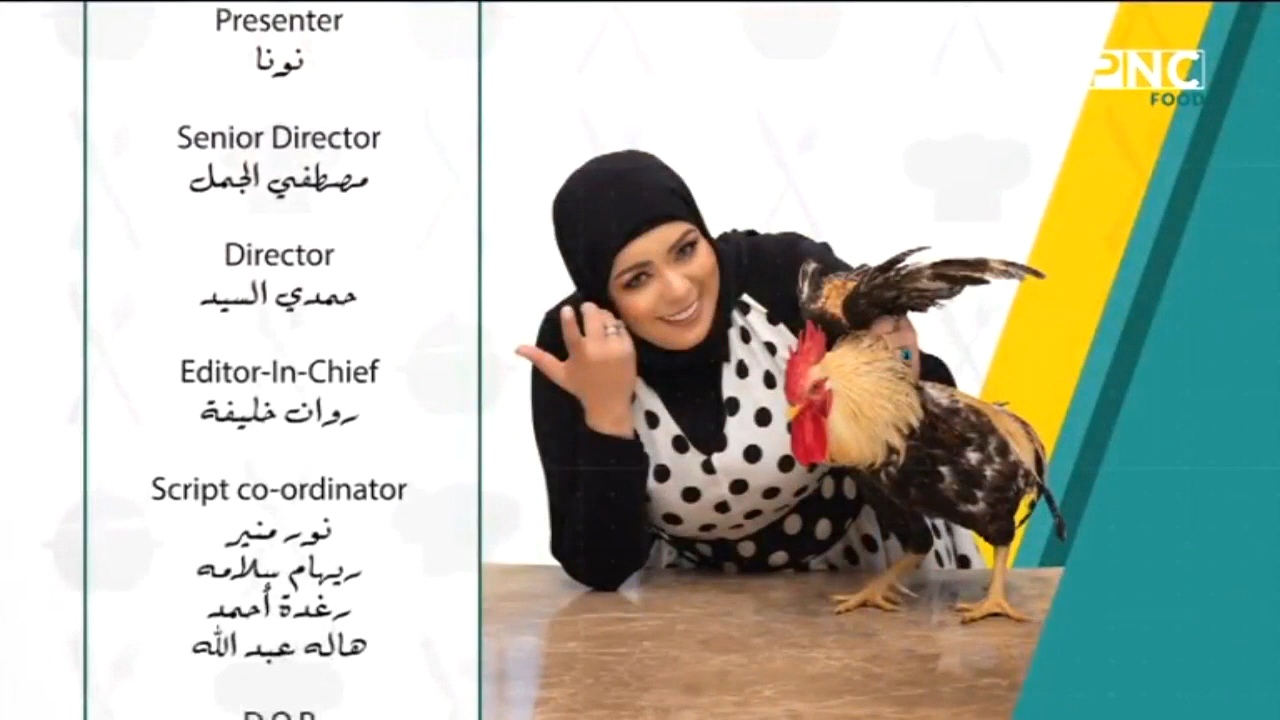 Presenter
نونا
Senior Director
مصطفي الجمل
Director
حمدي السيد
Editor-In-Chief
روان خليفة
Script co-ordinator
نور منير
ريهام سلامه
رغدة أحمد
هاله عبد الله
D.O.P
PNC
FOOD